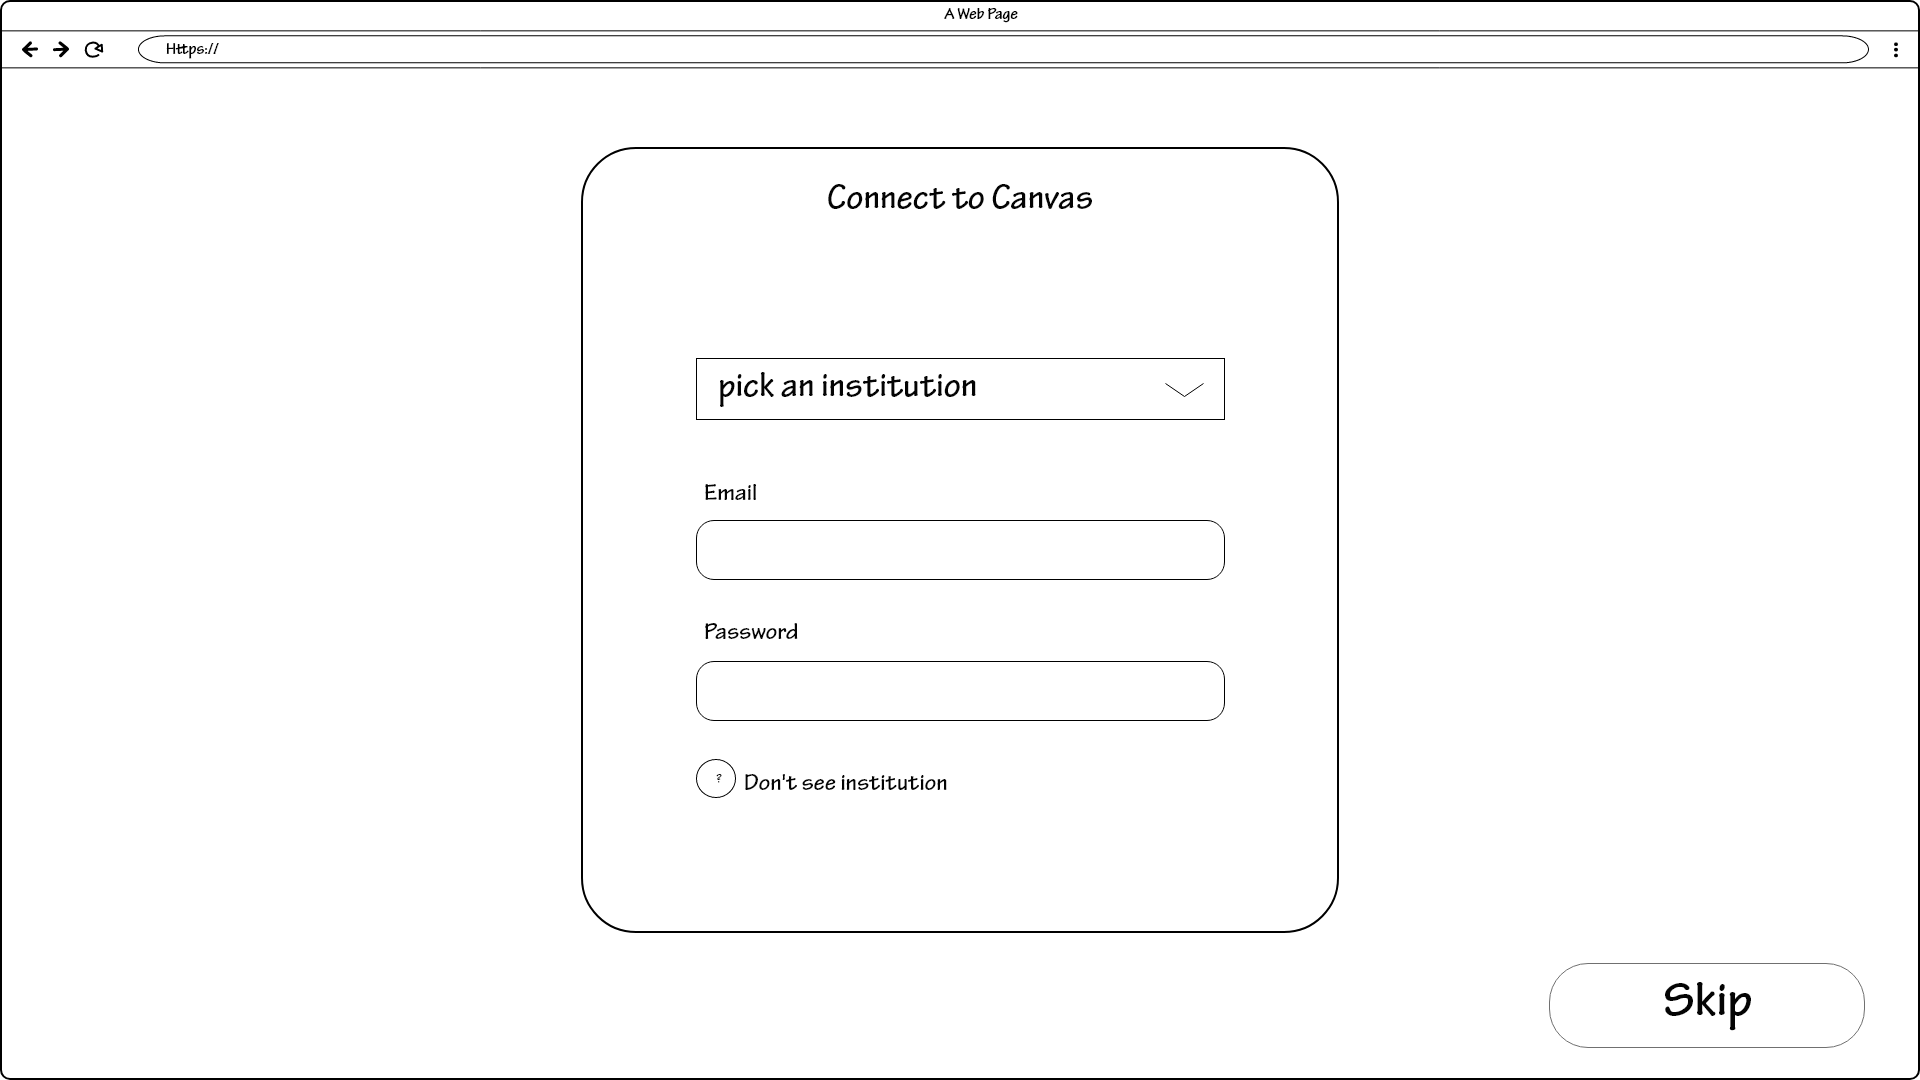 A Web Page
Https://
Connect to Canvas
pick an institution
Email
Password
? Don't see institution
Skip